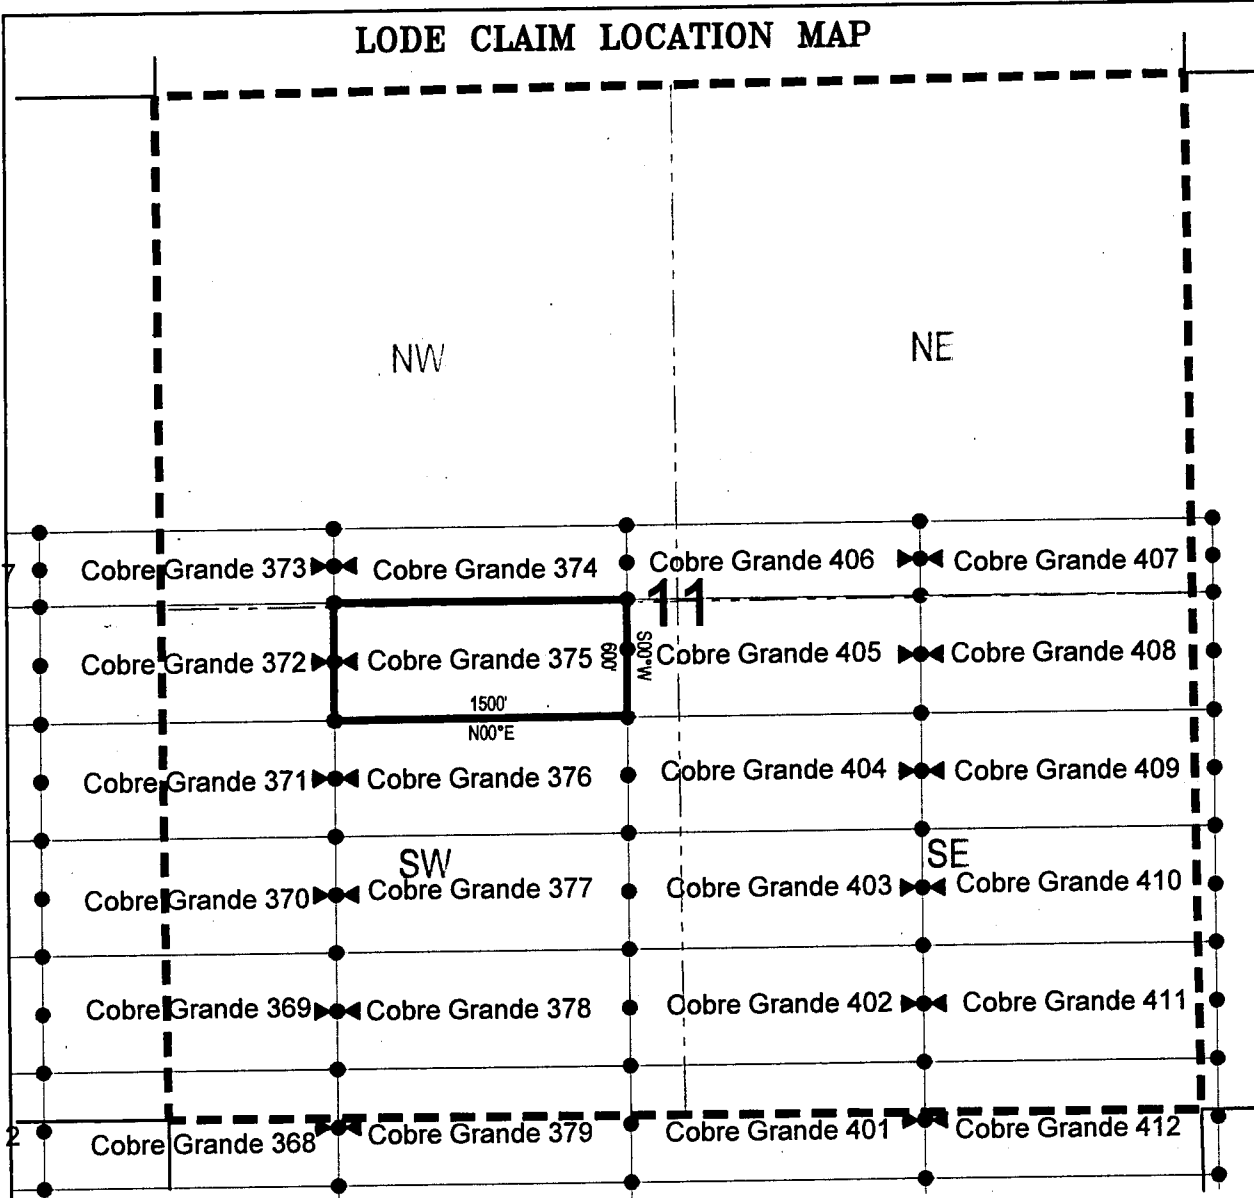 LODE CLAIM LOCATION MAP
NW
NE
Cobre Grande 373
Cobre Grande 374
Cobre Grande 406
Cobre Grande 407
7
11
Cobre Grande 372
Cobre Grande 375
600'
S00°W
Cobre Grande 405
Cobre Grande 408
1500'
N00°E
Cobre Grande 371
Cobre Grande 376
Cobre Grande 404
Cobre Grande 409
SW
SE
Cobre Grande 370
Cobre Grande 377
Cobre Grande 403
Cobre Grande 410
Cobre Grande 369
Cobre Grande 378
Cobre Grande 402
Cobre Grande 411
2
Cobre Grande 368
Cobre Grande 379
Cobre Grande 401
Cobre Grande 412